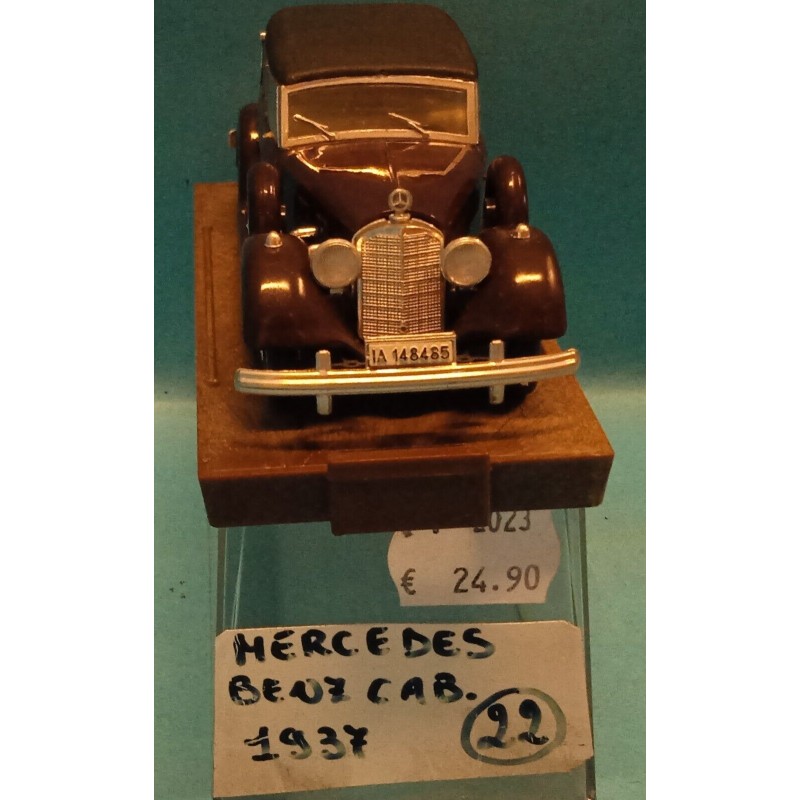 IA 148485
2023
€ 24.90
MERCEDES
BENZ CAB.
1937
22